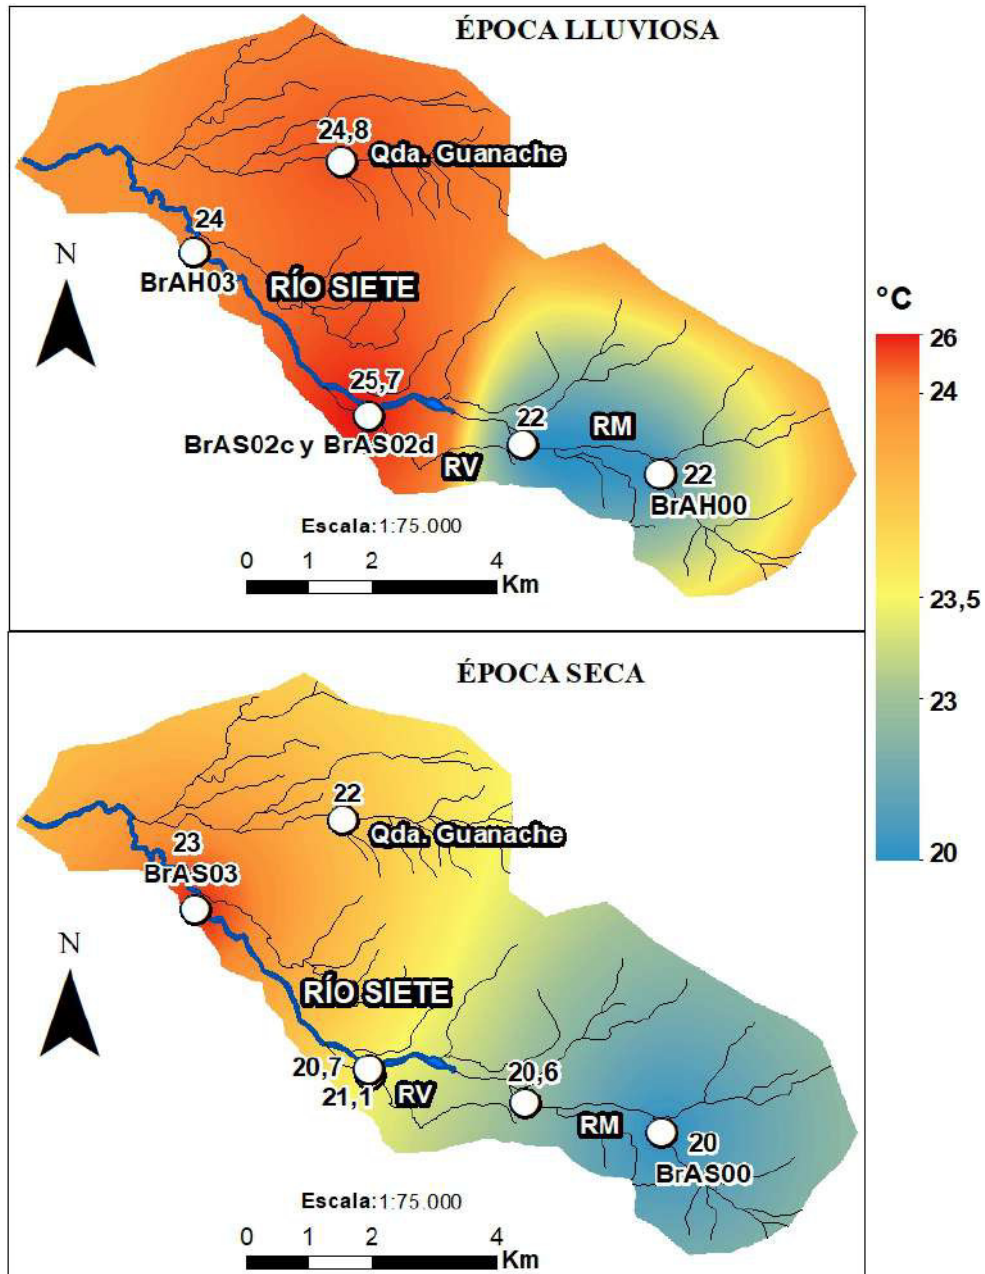 ÉPOCA LLUVIOSA
24,8
Qda. Guanache
24
BrAH03
N
RÍO SIETE
°C
26
24
23,5
23
20
25,7
BrAS02c y BrAS02d
22
RM
RV
22
BrAH00
Escala:1:75.000
0 1 2 4
Km
ÉPOCA SECA
22
Qda. Guanache
23
BrAS03
N
RÍO SIETE
20,7
21,1
RV
20,6
RM
20
BrAS00
Escala:1:75.000
0 1 2 4
Km